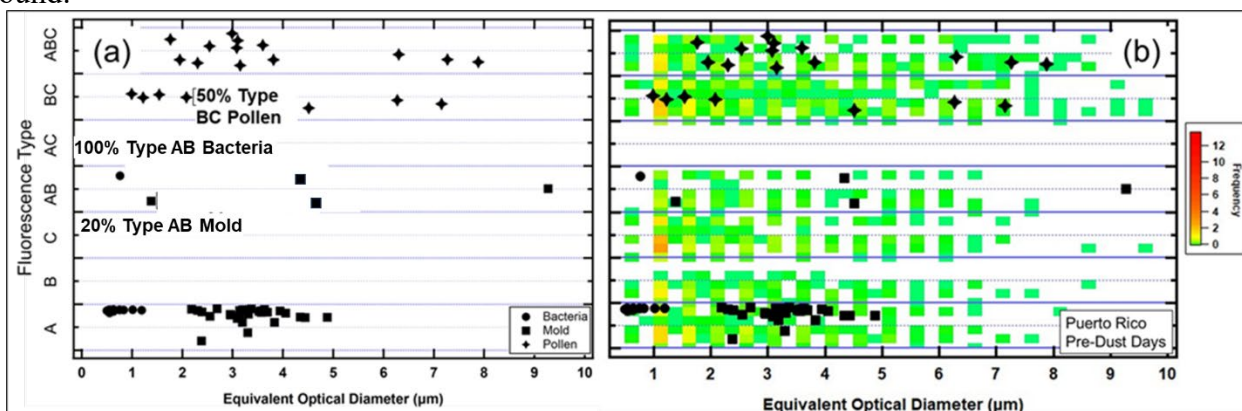 ound.
(a)
Fluorescence Type
ABC
BC
AC
AB
C
B
A
50% Type
BC Pollen
100% Type AB Bacteria
20% Type AB Mold
Bacteria
Mold
Pollen
0 1 2 3 4 5 6 7 8 9 10
Equivalent Optical Diameter (μm)
(b)
Puerto Rico
Pre-Dust Days
1 2 3 4 5 6 7 8 9 10
Equivalent Optical Diameter (μm)
12
8
4
2
0
Frequency